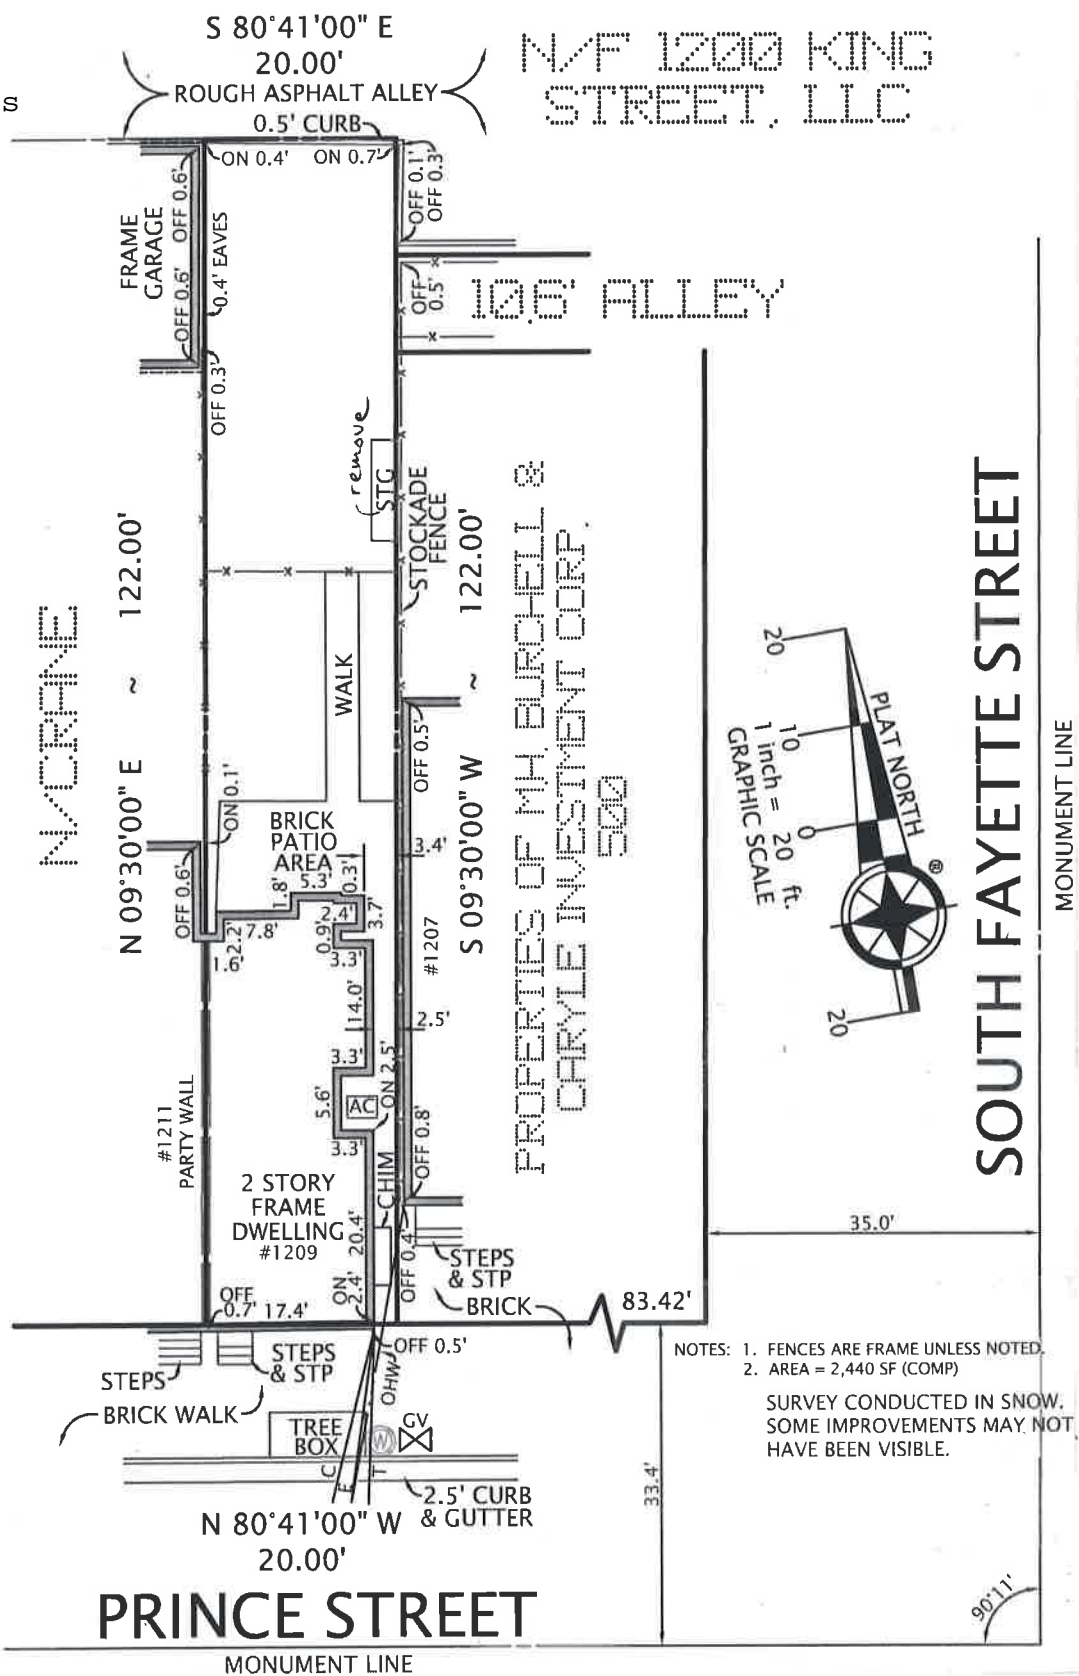 S 80°41'00" E
20.00'
ROUGH ASPHALT ALLEY
0.5' CURB
N/F 1200 KING
STREET, LLC
S
ON 0.4'
ON 0.7'
OFF 0.1'
OFF 0.3'
FRAME
GARAGE
OFF 0.6'
OFF 0.6'
0.4' EAVES
OFF 0.3'
OFF
0.5'
10.6' ALLEY
remove
STG
STOCKADE
FENCE
N 09°30'00" E ~ 122.00'
S 09°30'00" W ~ 122.00'
WALK
PROPERTIES OF M.H. BURCHELL &
CARYLE INVESTMENT CORP.
500
20
10
0
20
PLAT NORTH
1 inch = 20 ft.
GRAPHIC SCALE
®
SOUTH FAYETTE STREET
MONUMENT LINE
ON 0.1'
BRICK
PATIO
AREA
OFF 0.5'
3.4'
OFF 0.6'
1.8'
5.3'
0.3'
2.4'
3.7'
0.9'
2.2'
7.8'
1.6'
3.3'
#1207
14.0'
2.5'
3.3'
ON 2.5'
5.6'
AC
3.3'
OFF 0.8'
#1211
PARTY WALL
CHIM
2 STORY
FRAME
DWELLING
#1209
20.4'
ON
2.4'
OFF 0.4'
STEPS
& STP
BRICK
35.0'
83.42'
OFF
0.7'
17.4'
OFF 0.5'
OHW
STEPS
STEPS
& STP
BRICK WALK
TREE
BOX
W
GV
C
E
T
2.5' CURB
& GUTTER
NOTES: 1. FENCES ARE FRAME UNLESS NOTED.
2. AREA = 2,440 SF (COMP)
SURVEY CONDUCTED IN SNOW.
SOME IMPROVEMENTS MAY NOT
HAVE BEEN VISIBLE.
33.4'
N 80°41'00" W
20.00'
PRINCE STREET
90°11'
MONUMENT LINE